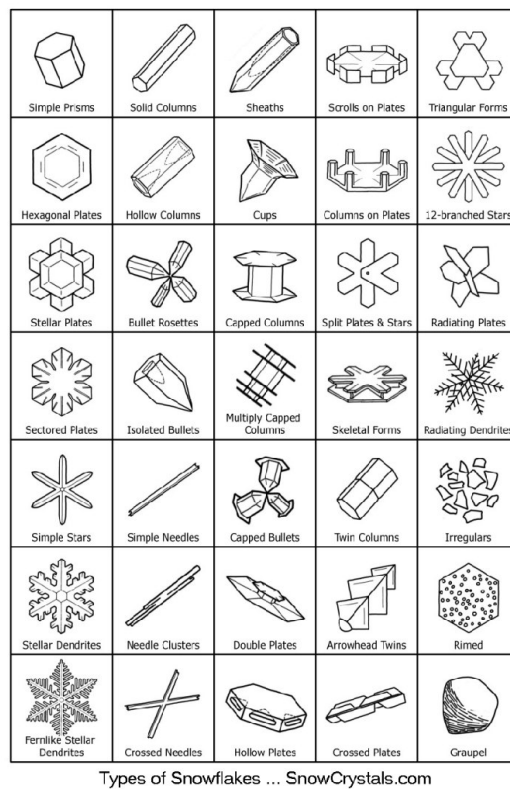 Simple Prisms
Solid Columns
Sheaths
Scrolls on Plates
Triangular Forms
Hexagonal Plates
Hollow Columns
Cups
Columns on Plates
12-branched Stars
Stellar Plates
Bullet Rosettes
Capped Columns
Split Plates & Stars
Radiating Plates
Sectored Plates
Isolated Bullets
Multiply Capped
Columns
Skeletal Forms
Radiating Dendrites
Simple Stars
Simple Needles
Capped Bullets
Twin Columns
Irregulars
Stellar Dendrites
Needle Clusters
Double Plates
Arrowhead Twins
Rimed
Fernlike Stellar
Dendrites
Crossed Needles
Hollow Plates
Crossed Plates
Graupel
Types of Snowflakes ... SnowCrystals.com